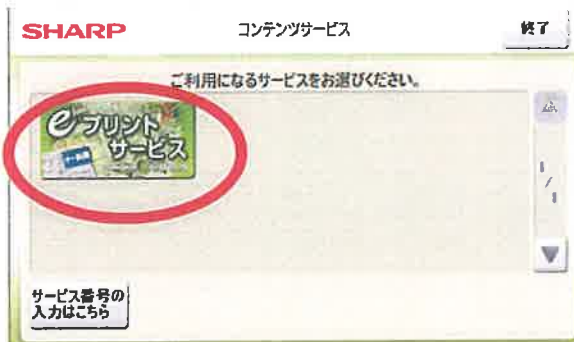 SHARP
コンテンツサービス
終了
ご利用になるサービスをお選びください。
eプリント
サービス
1
/
1
サービス番号の
入力はこちら